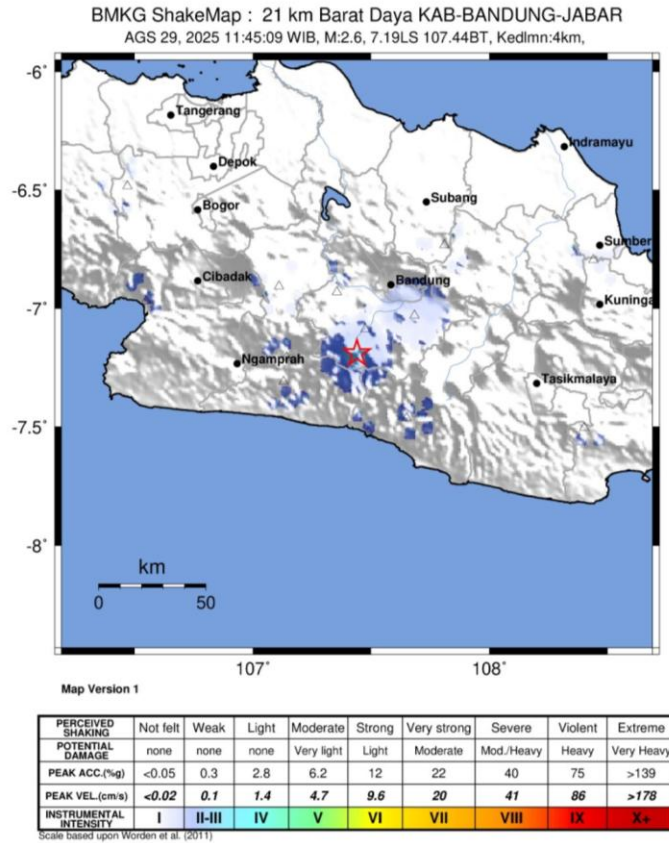 BMKG ShakeMap : 21 km Barat Daya KAB-BANDUNG-JABAR
AGS 29, 2025 11:45:09 WIB, M:2.6, 7.19LS 107.44BT, Kedlmn:4km,
-6°
Tangerang
Indramayu
Depok
-6.5°
Subang
Bogor
Sumber
Cibadak
Bandung
Kuninga
-7°
Ngamprah
Tasikmalaya
-7.5°
-8°
km
0 50
107° 108°
Map Version 1
PERCEIVED SHAKING Not felt Weak Light Moderate Strong Very strong Severe Violent Extreme
POTENTIAL DAMAGE none none none Very light Light Moderate Mod./Heavy Heavy Very Heavy
PEAK ACC.(%g) <0.05 0.3 2.8 6.2 12 22 40 75 >139
PEAK VEL.(cm/s) <0.02 0.1 1.4 4.7 9.6 20 41 86 >178
INSTRUMENTAL INTENSITY I II-III IV V VI VII VIII IX X+
Scale based upon Worden et al. (2011)